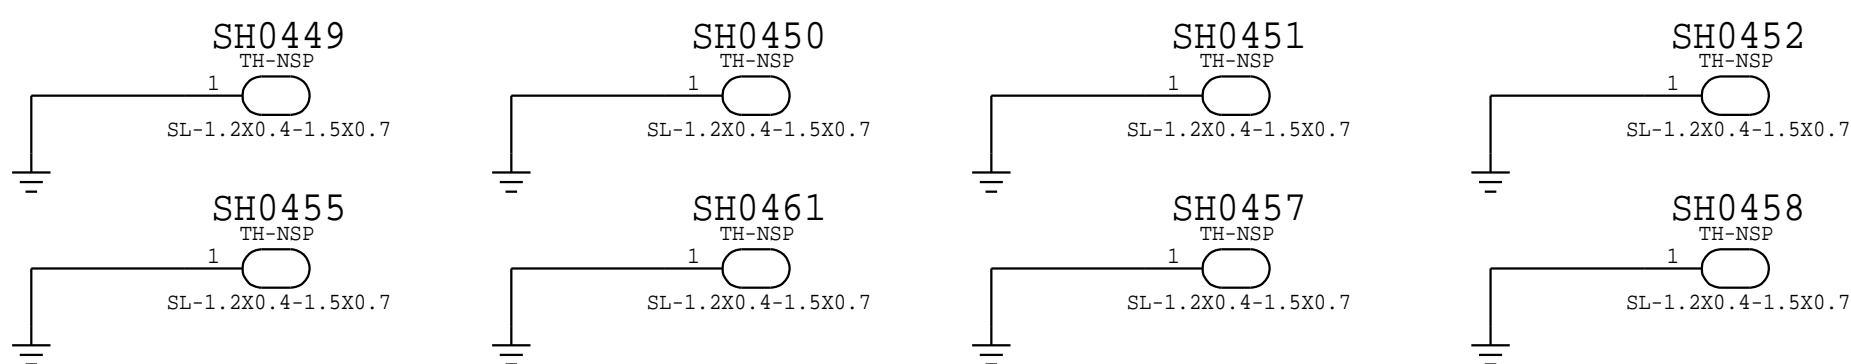 SH0449 SH0450 SH0451 SH0452
TH-NSP TH-NSP TH-NSP TH-NSP
1 1 1 1
SL-1.2X0.4-1.5X0.7 SL-1.2X0.4-1.5X0.7 SL-1.2X0.4-1.5X0.7 SL-1.2X0.4-1.5X0.7
SH0455 SH0461 SH0457 SH0458
TH-NSP TH-NSP TH-NSP TH-NSP
1 1 1 1
SL-1.2X0.4-1.5X0.7 SL-1.2X0.4-1.5X0.7 SL-1.2X0.4-1.5X0.7 SL-1.2X0.4-1.5X0.7